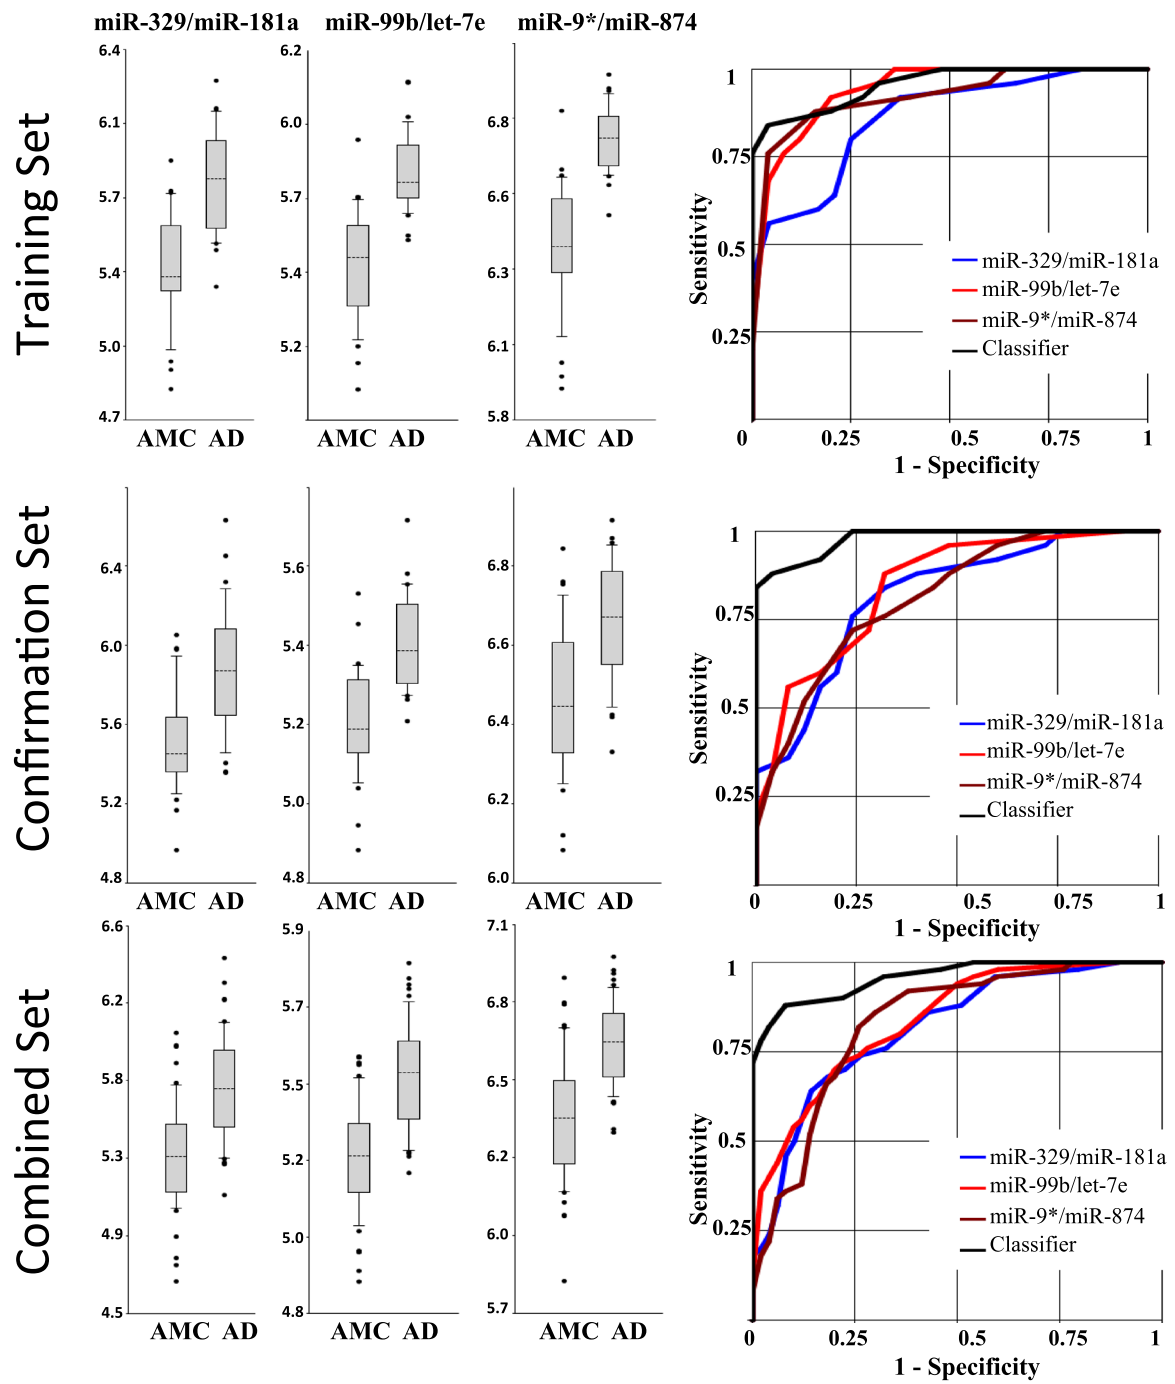 miR-329/miR-181a
miR-99b/let-7e
miR-9*/miR-874
Training Set
6.4
6.1
5.7
5.4
5.0
4.7
AMC AD
6.2
6.0
5.7
5.4
5.2
AMC AD
6.8
6.6
6.3
6.1
5.8
AMC AD
Sensitivity
1
0.75
0.5
0.25
0
0.25
0.5
0.75
1
1 - Specificity
miR-329/miR-181a
miR-99b/let-7e
miR-9*/miR-874
Classifier
Confirmation Set
6.4
6.0
5.6
5.2
4.8
AMC AD
5.6
5.4
5.2
5.0
4.8
AMC AD
6.8
6.6
6.4
6.2
6.0
AMC AD
Sensitivity
1
0.75
0.5
0.25
0
0.25
0.5
0.75
1
1 - Specificity
miR-329/miR-181a
miR-99b/let-7e
miR-9*/miR-874
Classifier
Combined Set
6.6
6.2
5.8
5.3
4.9
4.5
AMC AD
5.9
5.7
5.5
5.2
5.0
4.8
AMC AD
7.1
6.8
6.5
6.2
6.0
5.7
AMC AD
Sensitivity
1
0.75
0.5
0.25
0
0.25
0.5
0.75
1
1 - Specificity
miR-329/miR-181a
miR-99b/let-7e
miR-9*/miR-874
Classifier